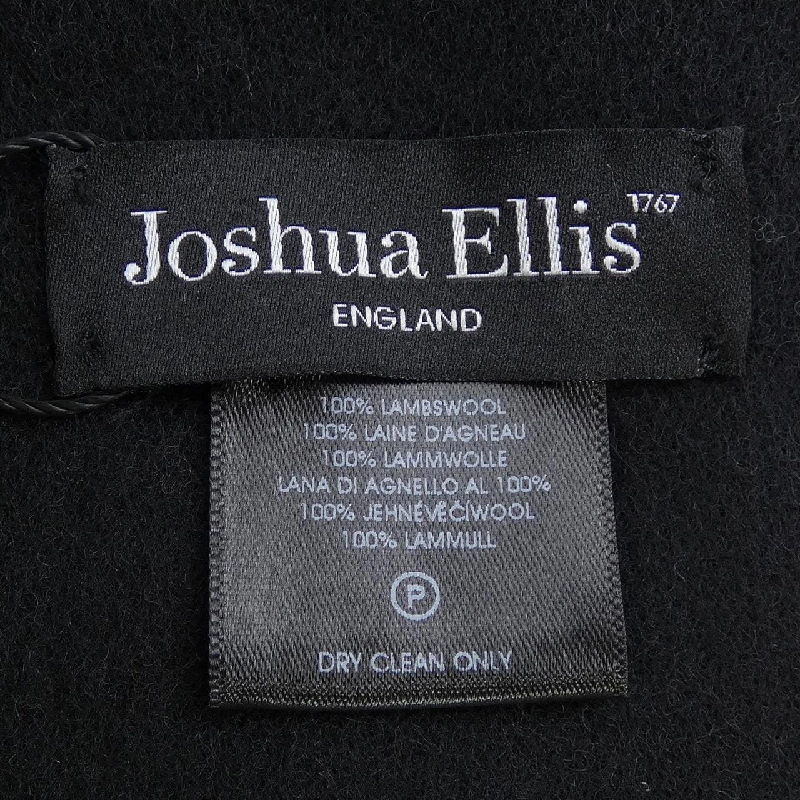 Joshua Ellis 1767
ENGLAND
100% LAMBSWOOL
100% LAINE D'AGNEAU
100% LAMMWOLLE
LANA DI AGNELLO AL 100%
100% JEHNĚVĚČÍWOOL
100% LAMMULL
P
DRY CLEAN ONLY